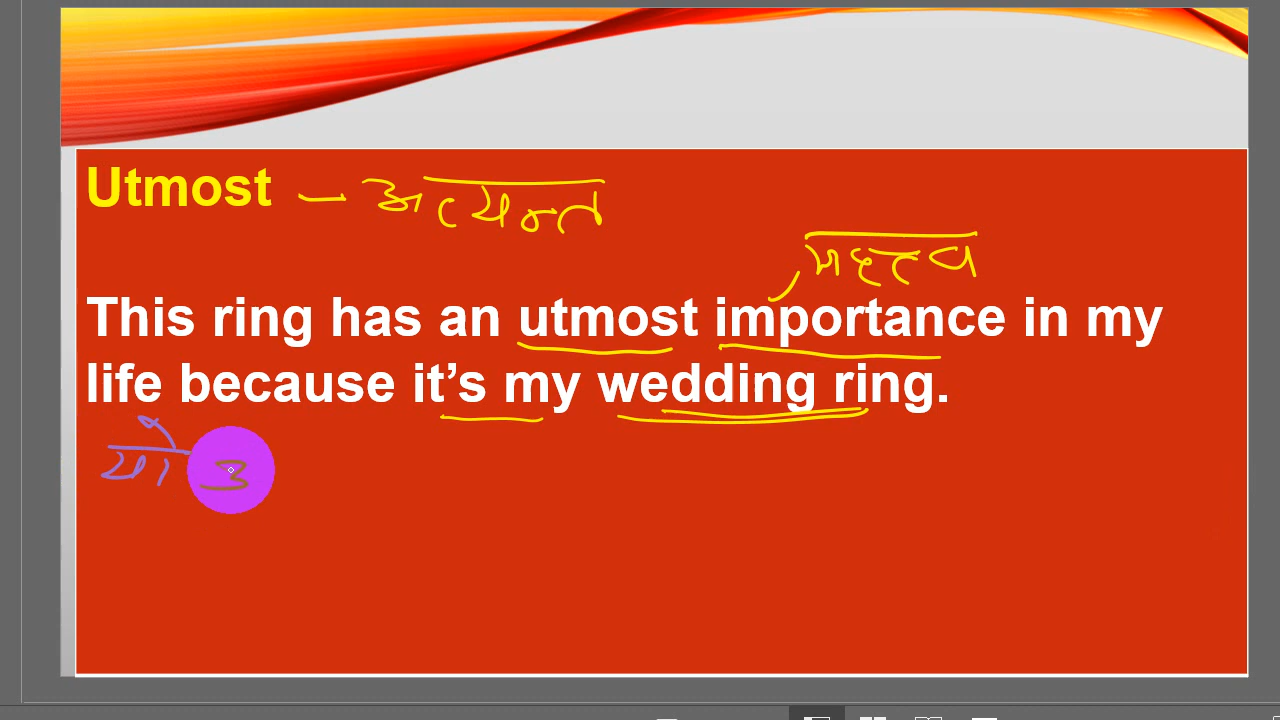 Utmost – अत्यन्त
महत्त्व
This ring has an utmost importance in my
life because it's my wedding ring.
यो